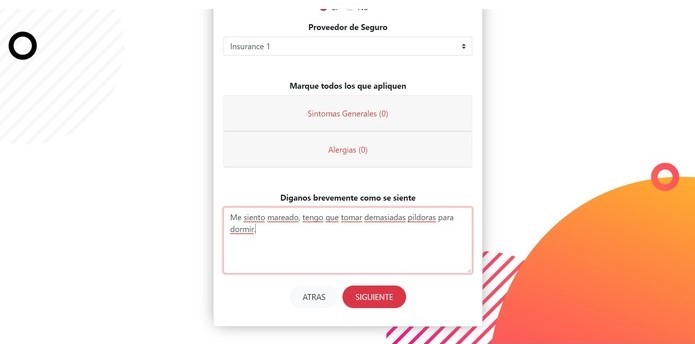 Proveedor de Seguro
Insurance 1
Marque todos los que apliquen
Sintomas Generales (0)
Alergias (0)
Diganos brevemente como se siente
Me siento mareado, tengo que tomar demasiadas píldoras para
dormir.
ATRAS SIGUIENTE